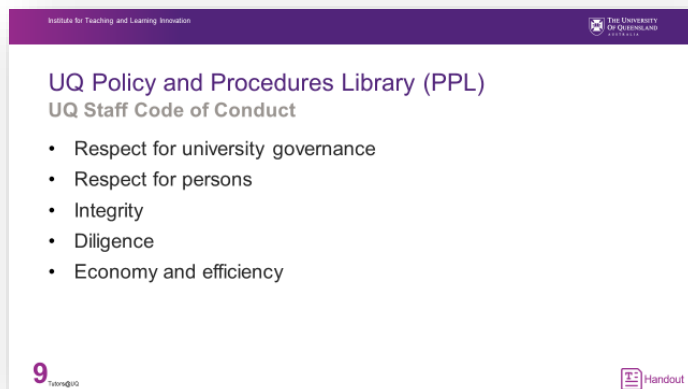 Institute for Teaching and Learning Innovation
THE UNIVERSITY
OF QUEENSLAND
AUSTRALIA
UQ Policy and Procedures Library (PPL)
UQ Staff Code of Conduct
• Respect for university governance
• Respect for persons
• Integrity
• Diligence
• Economy and efficiency
9 Tutors@UQ
Handout